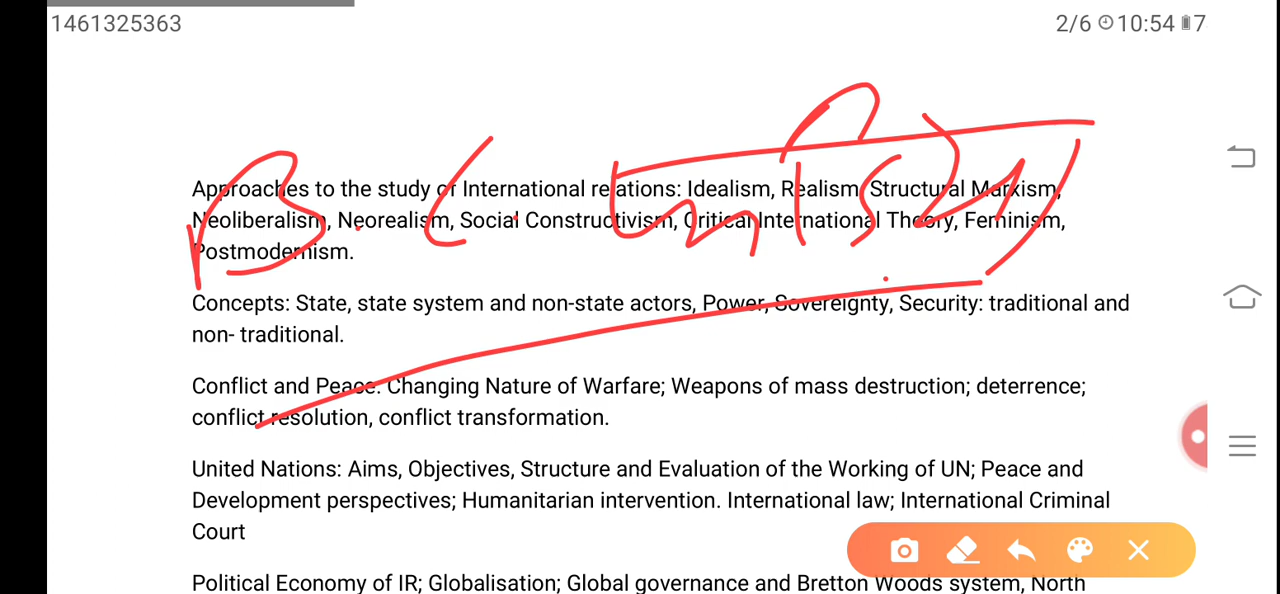 1461325363
2/6 10:54 7
Approaches to the study of International relations: Idealism, Realism, Structural Marxism,
Neoliberalism, Neorealism, Social Constructivism, Critical International Theory, Feminism,
Postmodernism.
Concepts: State, state system and non-state actors, Power, Sovereignty, Security: traditional and
non- traditional.
Conflict and Peace: Changing Nature of Warfare; Weapons of mass destruction; deterrence;
conflict resolution, conflict transformation.
United Nations: Aims, Objectives, Structure and Evaluation of the Working of UN; Peace and
Development perspectives; Humanitarian intervention. International law; International Criminal
Court
Political Economy of IR; Globalisation; Global governance and Bretton Woods system, North